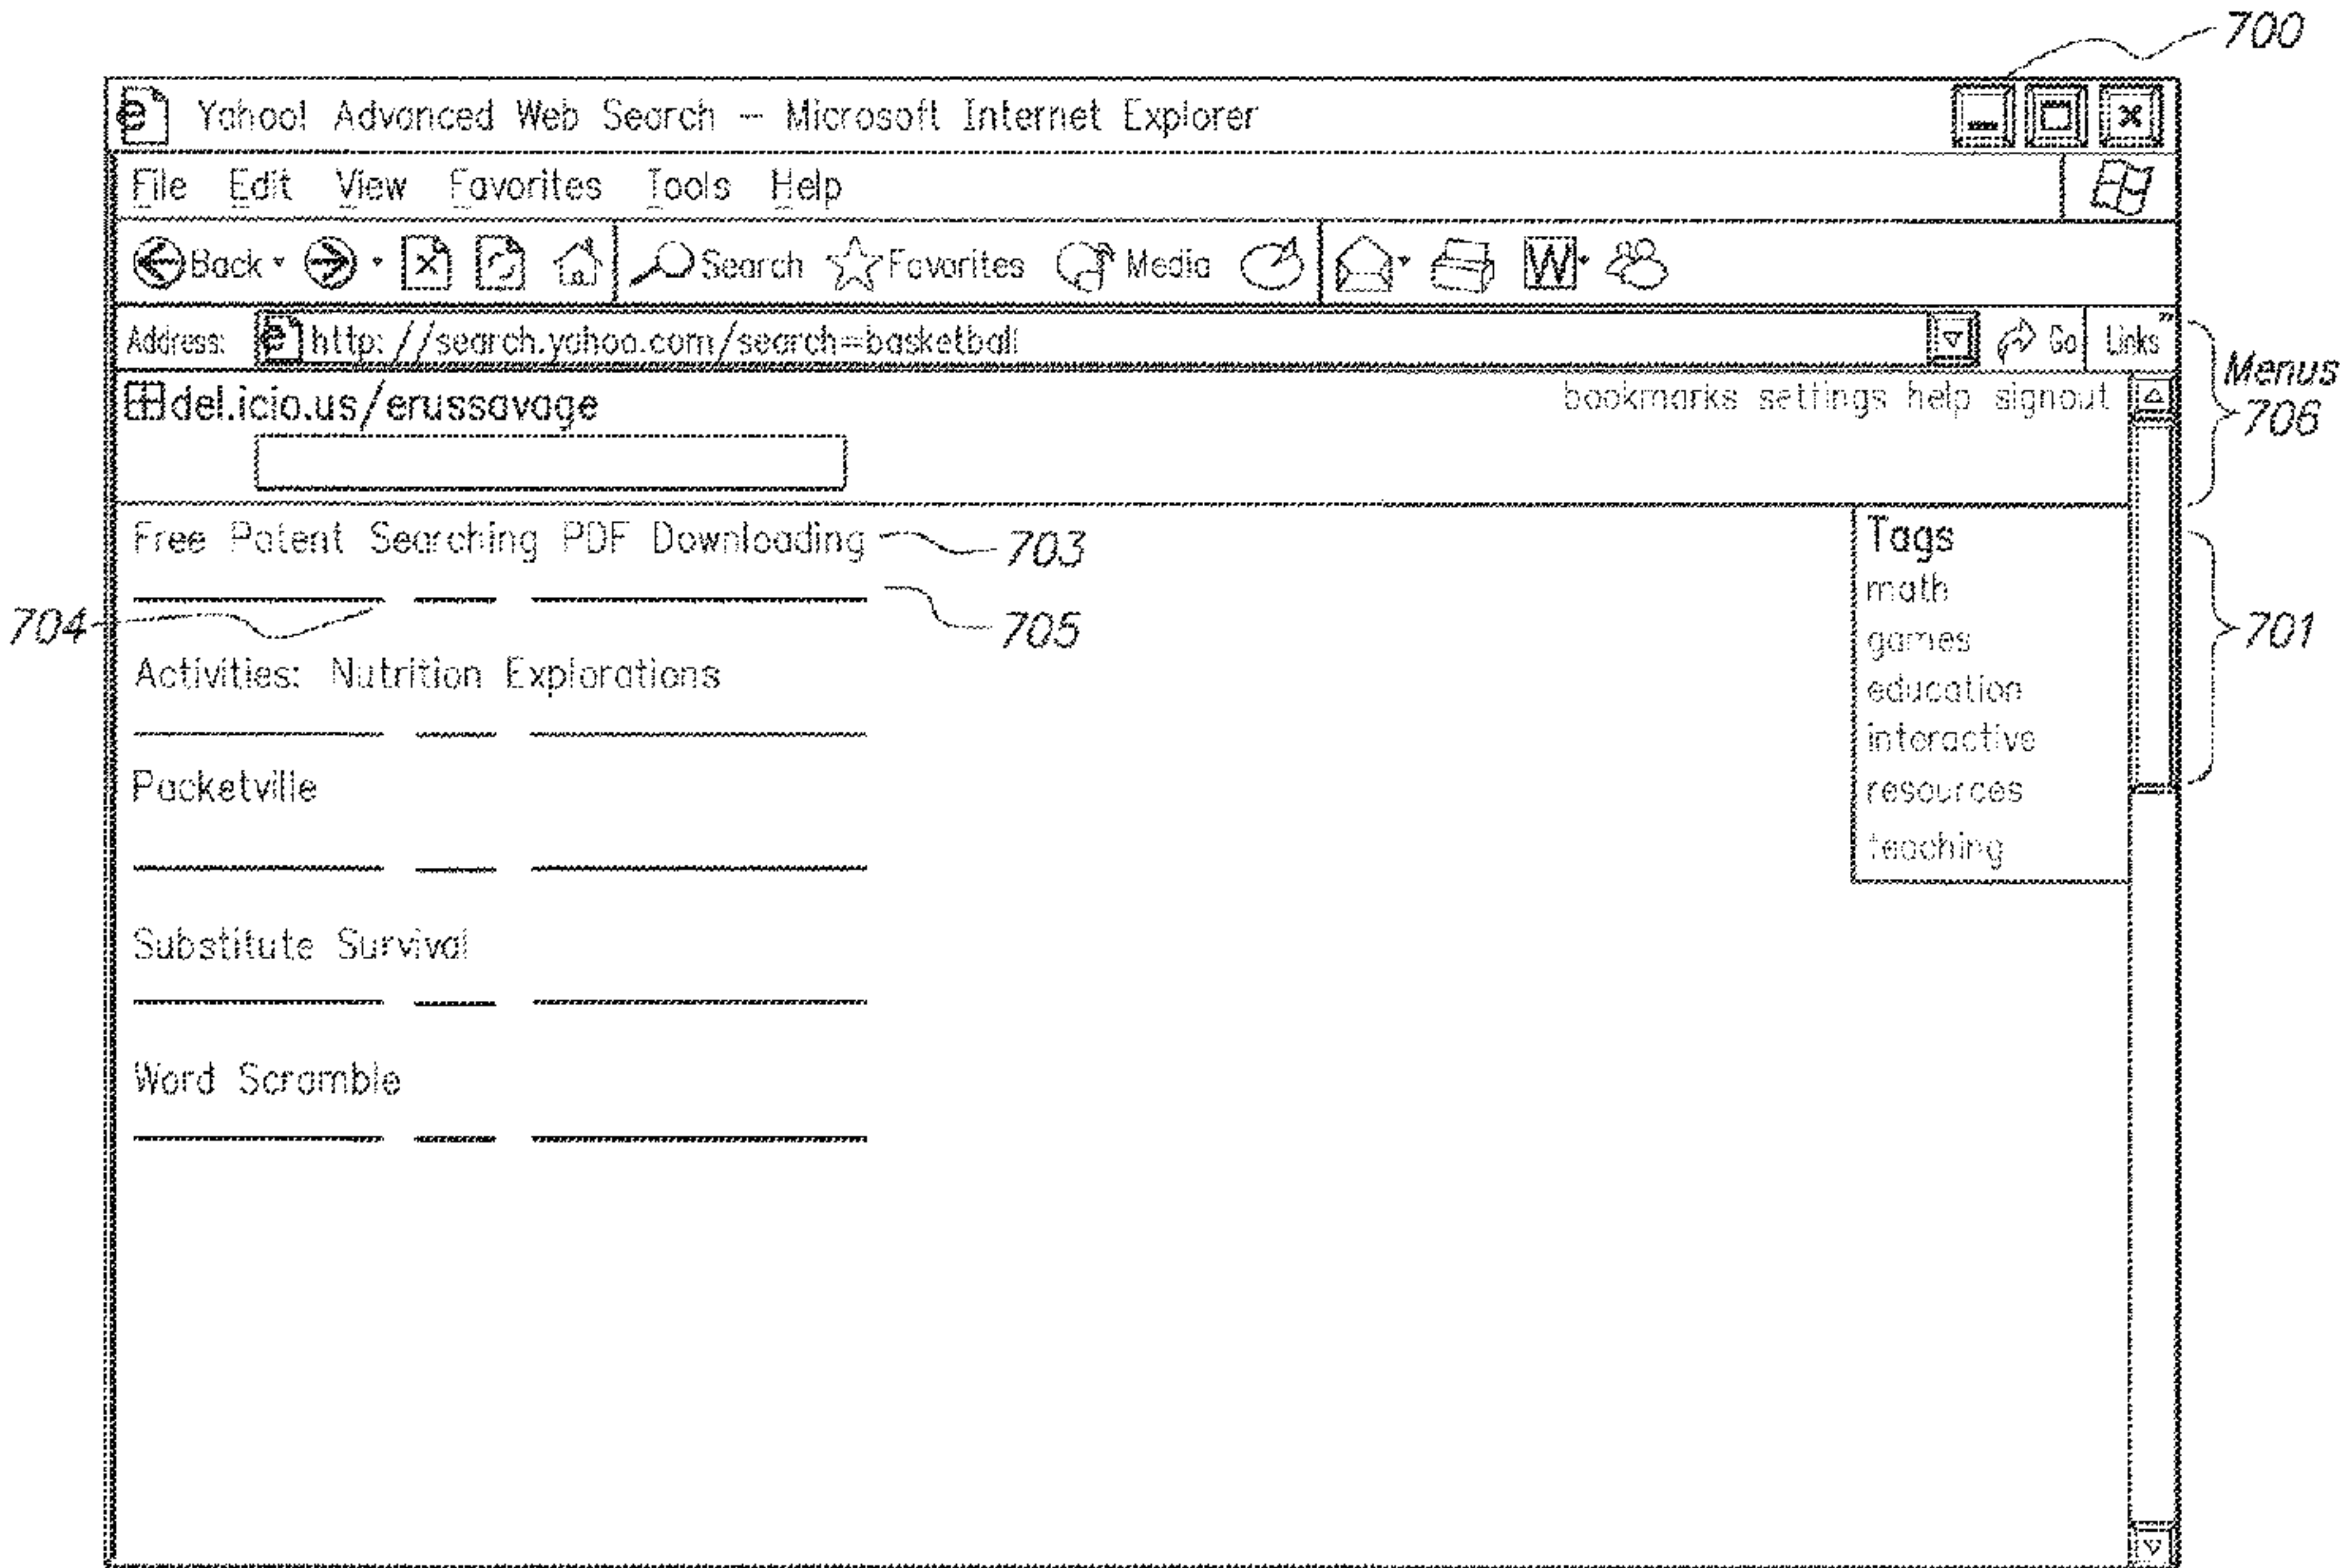 700
Yahoo! Advanced Web Search – Microsoft Internet Explorer
File Edit View Favorites Tools Help
Back Search Favorites Media W
Address: http://search.yahoo.com/search=basketball Go Links »
del.icio.us/erussavage bookmarks settings help signout
Menus
706
Free Patent Searching PDF Downloading 703
Tags
math
704 705
games
701
Activities: Nutrition Explorations
education
interactive
Packetville
resources
teaching
Substitute Survival
Word Scramble